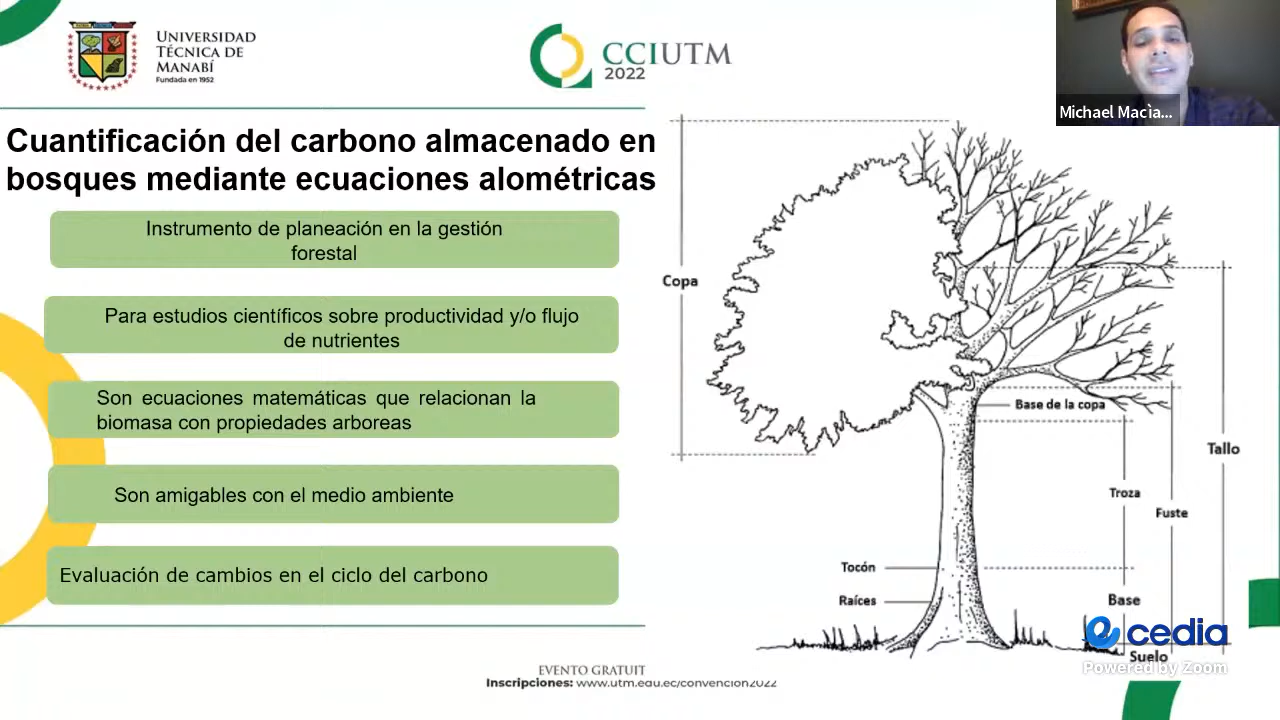 UNIVERSIDAD
TÉCNICA DE
MANABÍ
Fundada en 1952
CCIUTM
2022
Michael Macìa...
Cuantificación del carbono almacenado en
bosques mediante ecuaciones alométricas
Instrumento de planeación en la gestión
forestal
Para estudios científicos sobre productividad y/o flujo
de nutrientes
Son ecuaciones matemáticas que relacionan la
biomasa con propiedades arboreas
Son amigables con el medio ambiente
Evaluación de cambios en el ciclo del carbono
Copa
Base de la copa
Tallo
Troza
Fuste
Tocón
Raíces
Base
Suelo
cedia
Powered by Zoom
EVENTO GRATUIT
Inscripciones: www.utm.edu.ec/convencion2022